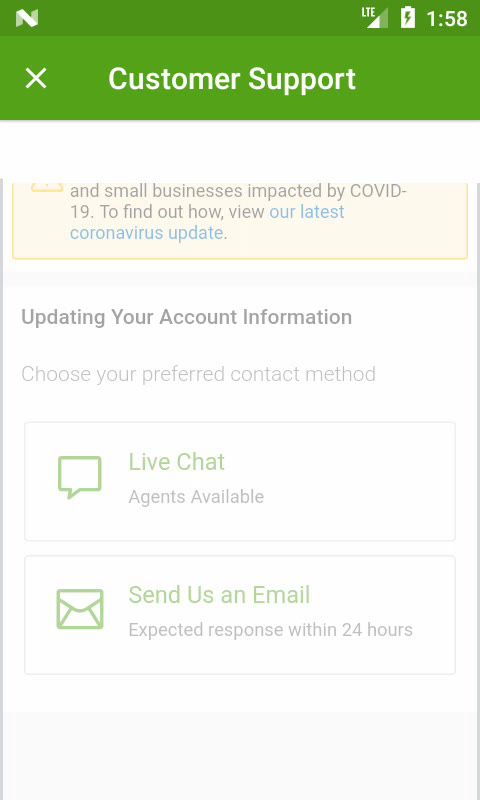 LTE 1:58
Customer Support
and small businesses impacted by COVID-
19. To find out how, view our latest
coronavirus update.
Updating Your Account Information
Choose your preferred contact method
Live Chat
Agents Available
Send Us an Email
Expected response within 24 hours